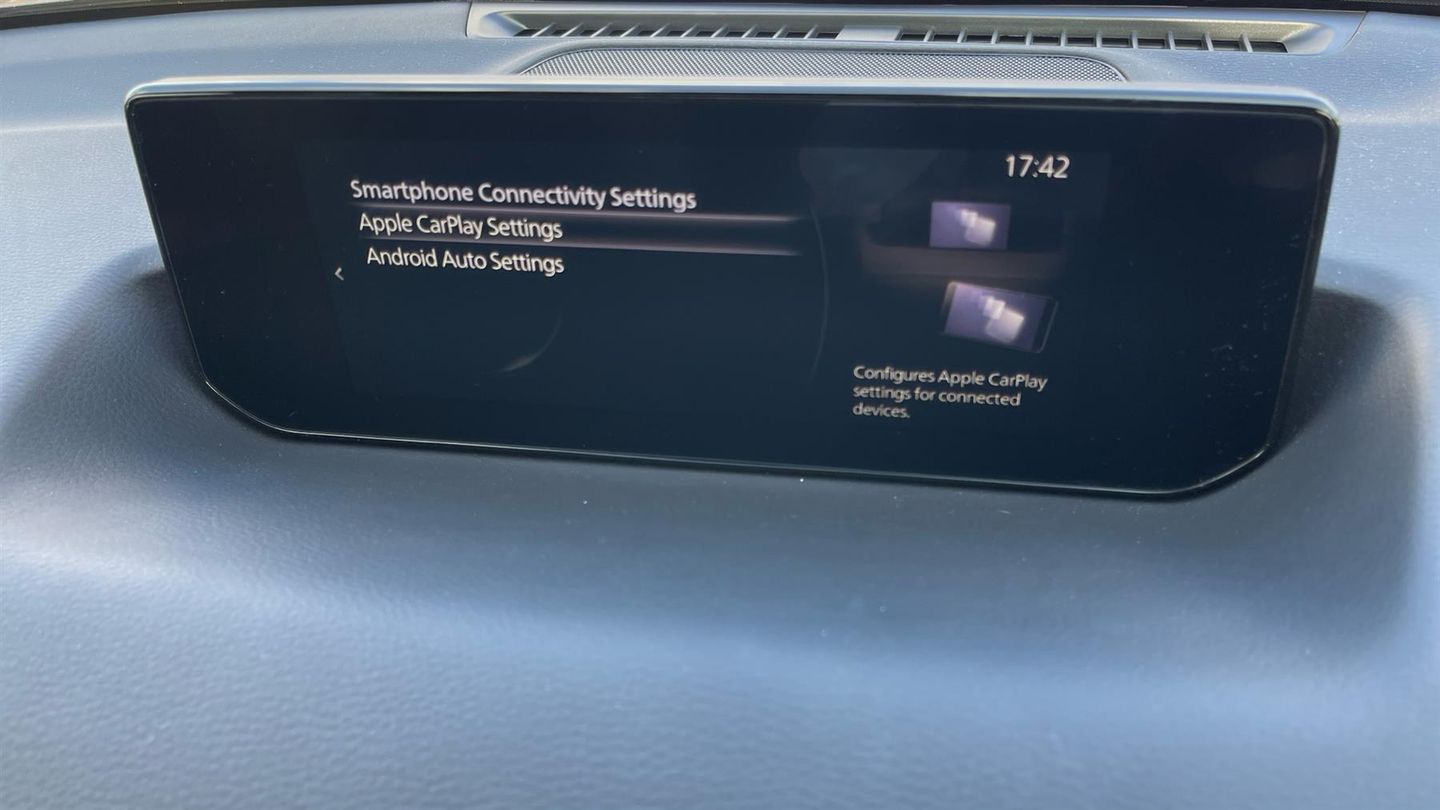 17:42
Smartphone Connectivity Settings
Apple CarPlay Settings
Android Auto Settings
Configures Apple CarPlay
settings for connected
devices.